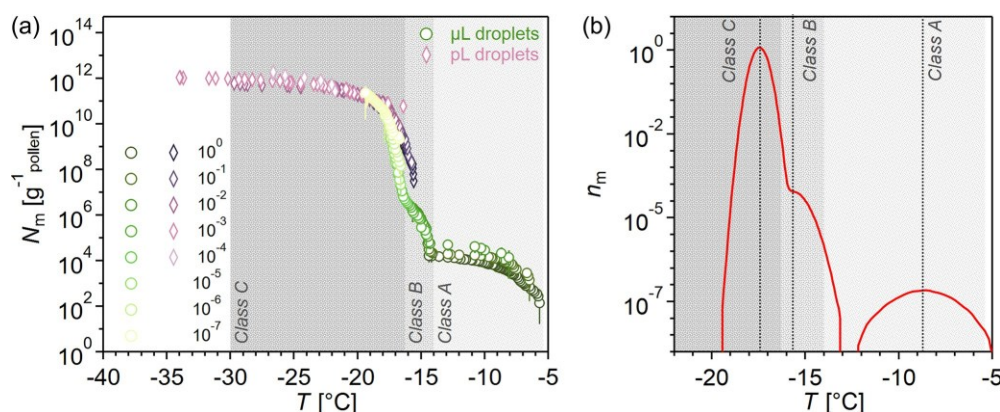 (a)
10^14
10^12
10^10
10^8
10^6
10^4
10^2
10^0
N_m [g^-1 pollen]
μL droplets
pL droplets
10^0
10^-1
10^-2
10^-3
10^-4
10^-5
10^-6
10^-7
Class C
Class B
Class A
-40 -35 -30 -25 -20 -15 -10 -5
T [°C]
(b)
10^0
10^-2
10^-5
10^-7
n_m
Class C
Class B
Class A
-20 -15 -10 -5
T [°C]